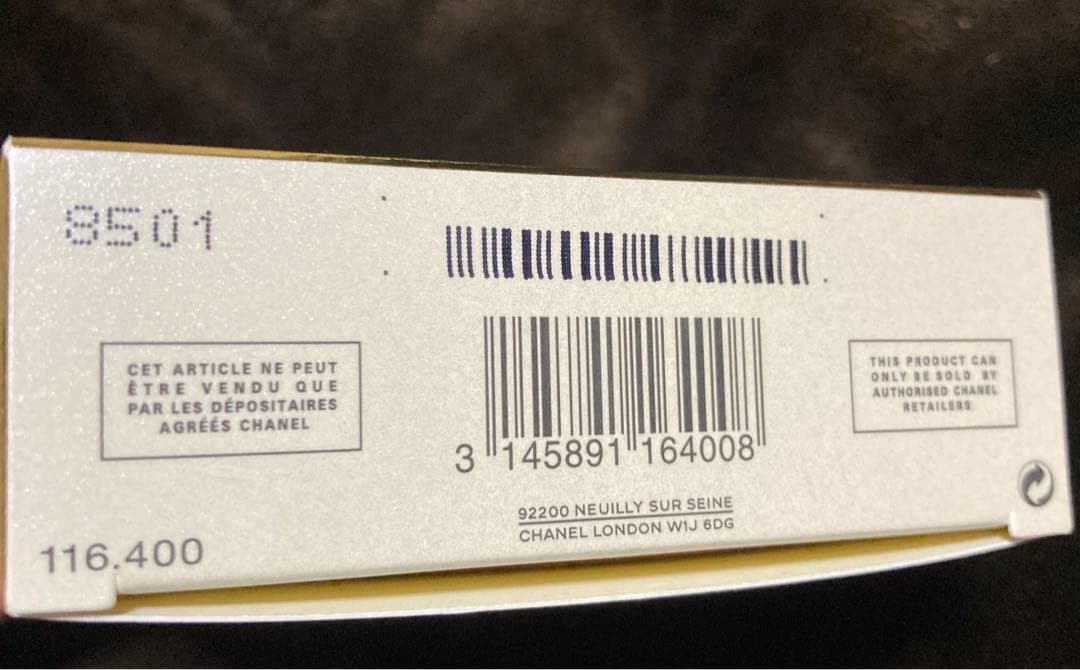 8501
CET ARTICLE NE PEUT
ÊTRE VENDU QUE
PAR LES DÉPOSITAIRES
AGRÉÉS CHANEL
THIS PRODUCT CAN
ONLY BE SOLD BY
AUTHORISED CHANEL
RETAILERS
3 145891 164008
92200 NEUILLY SUR SEINE
CHANEL LONDON W1J 6DG
116.400